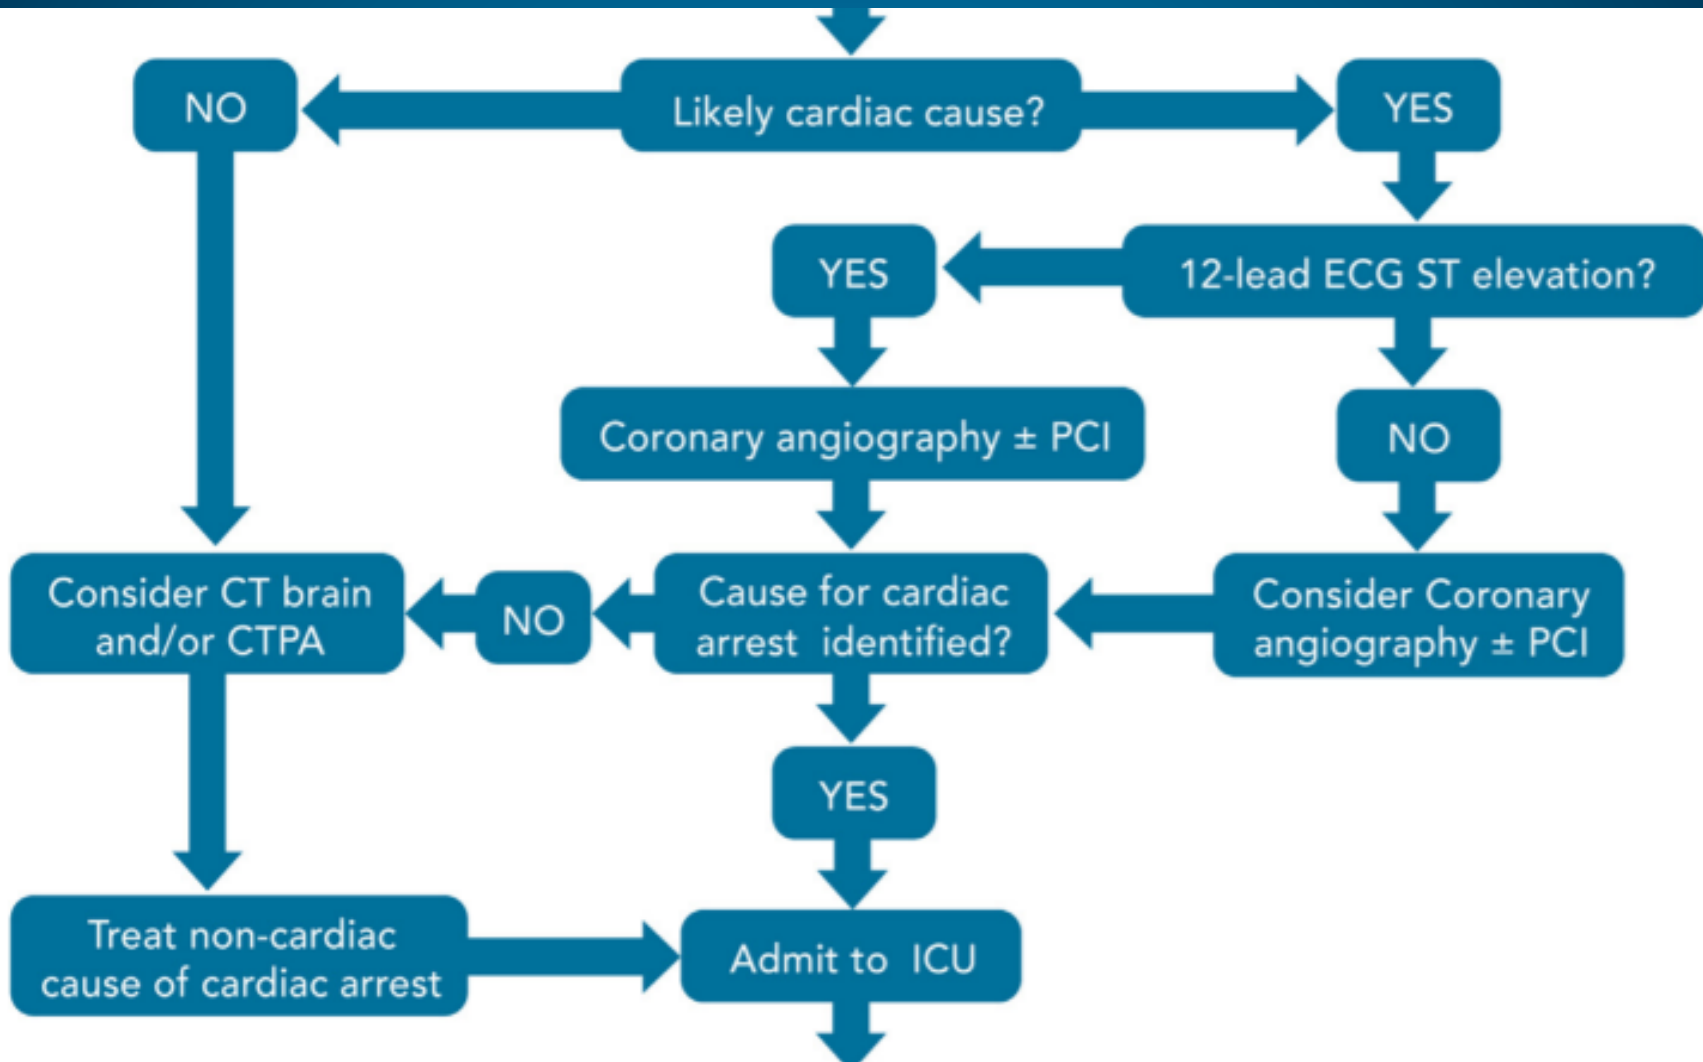 NO
Likely cardiac cause?
YES
YES
12-lead ECG ST elevation?
Coronary angiography ± PCI
NO
Consider CT brain
and/or CTPA
NO
Cause for cardiac
arrest identified?
Consider Coronary
angiography ± PCI
YES
Treat non-cardiac
cause of cardiac arrest
Admit to ICU